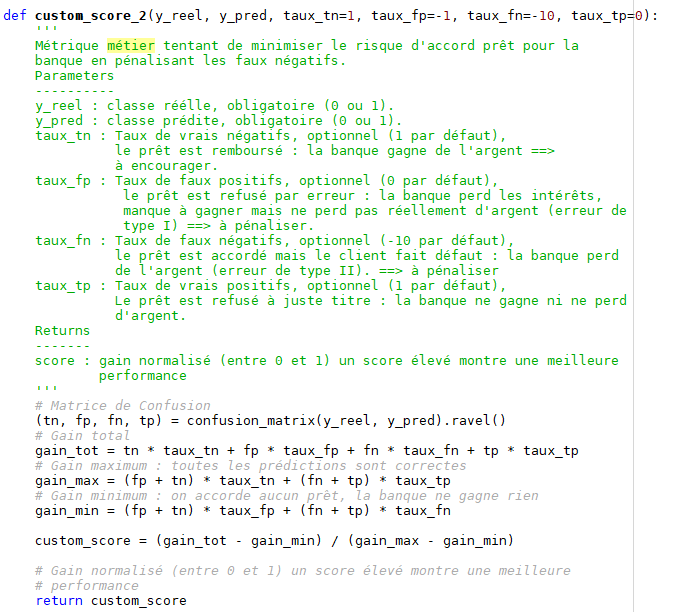 def custom_score_2(y_reel, y_pred, taux_tn=1, taux_fp=-1, taux_fn=-10, taux_tp=0):
'''
Métrique métier tentant de minimiser le risque d'accord prêt pour la
banque en pénalisant les faux négatifs.
Parameters
----------
y_reel : classe réélle, obligatoire (0 ou 1).
y_pred : classe prédite, obligatoire (0 ou 1).
taux_tn : Taux de vrais négatifs, optionnel (1 par défaut),
le prêt est remboursé : la banque gagne de l'argent ==>
à encourager.
taux_fp : Taux de faux positifs, optionnel (0 par défaut),
le prêt est refusé par erreur : la banque perd les intérêts,
manque à gagner mais ne perd pas réellement d'argent (erreur de
type I) ==> à pénaliser.
taux_fn : Taux de faux négatifs, optionnel (-10 par défaut),
le prêt est accordé mais le client fait défaut : la banque perd
de l'argent (erreur de type II). ==> à pénaliser
taux_tp : Taux de vrais positifs, optionnel (1 par défaut),
Le prêt est refusé à juste titre : la banque ne gagne ni ne perd
d'argent.
Returns
-------
score : gain normalisé (entre 0 et 1) un score élevé montre une meilleure
performance
'''
# Matrice de Confusion
(tn, fp, fn, tp) = confusion_matrix(y_reel, y_pred).ravel()
# Gain total
gain_tot = tn * taux_tn + fp * taux_fp + fn * taux_fn + tp * taux_tp
# Gain maximum : toutes les prédictions sont correctes
gain_max = (fp + tn) * taux_tn + (fn + tp) * taux_tp
# Gain minimum : on accorde aucun prêt, la banque ne gagne rien
gain_min = (fp + tn) * taux_fp + (fn + tp) * taux_fn
custom_score = (gain_tot - gain_min) / (gain_max - gain_min)
# Gain normalisé (entre 0 et 1) un score élevé montre une meilleure
# performance
return custom_score